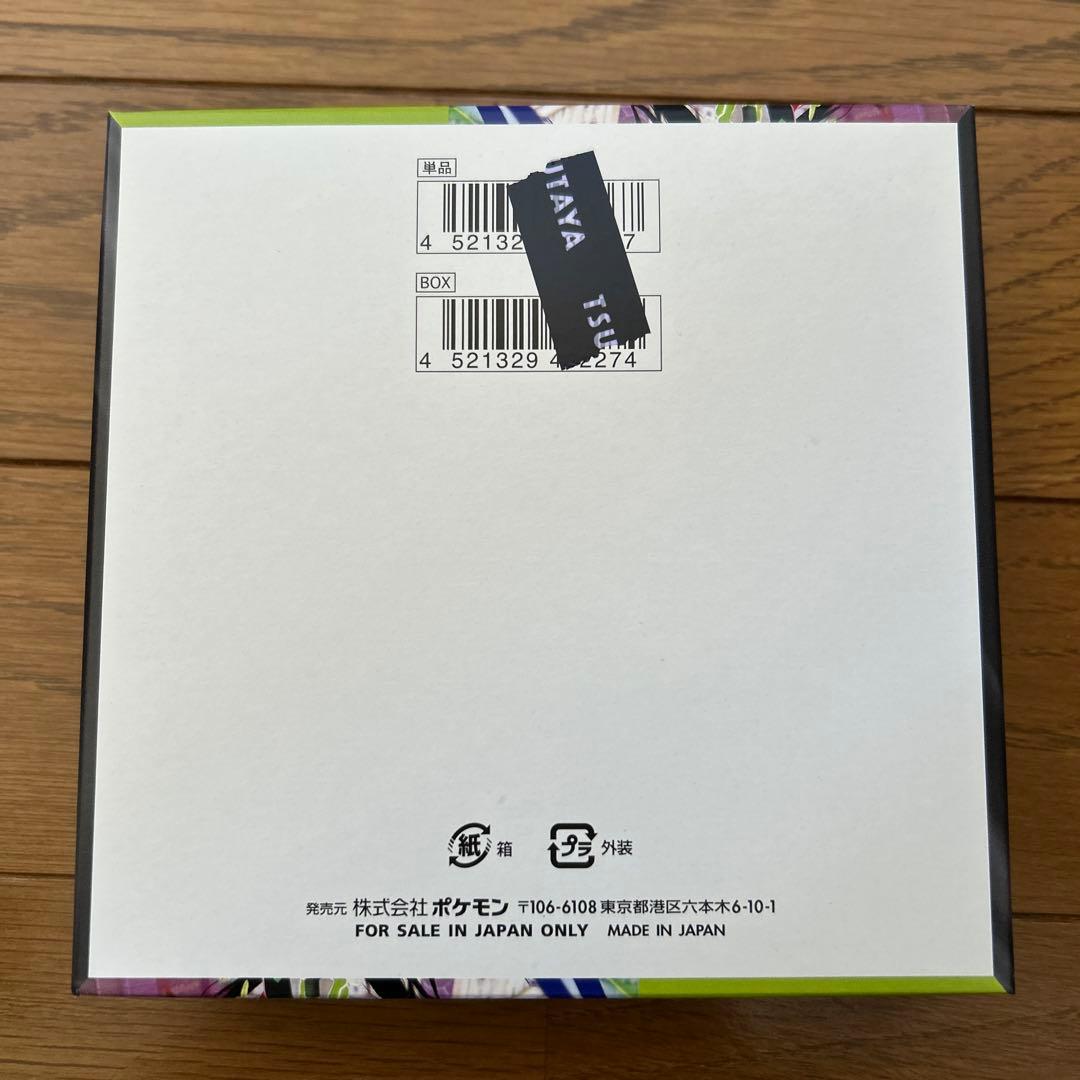 単品
4 52132 7
BOX
4 521329 2274
UTAYA TSU
紙 箱 プラ 外装
発売元 株式会社 ポケモン 〒106-6108 東京都港区六本木6-10-1
FOR SALE IN JAPAN ONLY MADE IN JAPAN